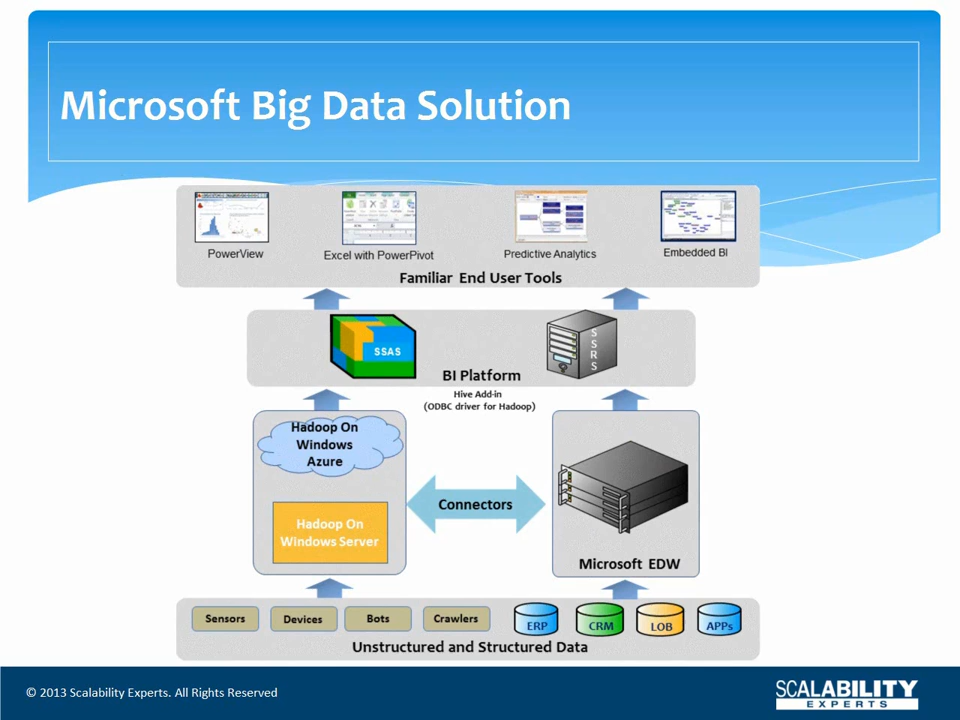 Microsoft Big Data Solution
PowerView
Excel with PowerPivot
Predictive Analytics
Embedded BI
Familiar End User Tools
SSAS
SSRS
BI Platform
Hive Add-in
(ODBC driver for Hadoop)
Hadoop On
Windows
Azure
Hadoop On
Windows Server
Connectors
Microsoft EDW
Sensors
Devices
Bots
Crawlers
ERP
CRM
LOB
APPs
Unstructured and Structured Data
© 2013 Scalability Experts. All Rights Reserved
SCALABILITY
EXPERTS